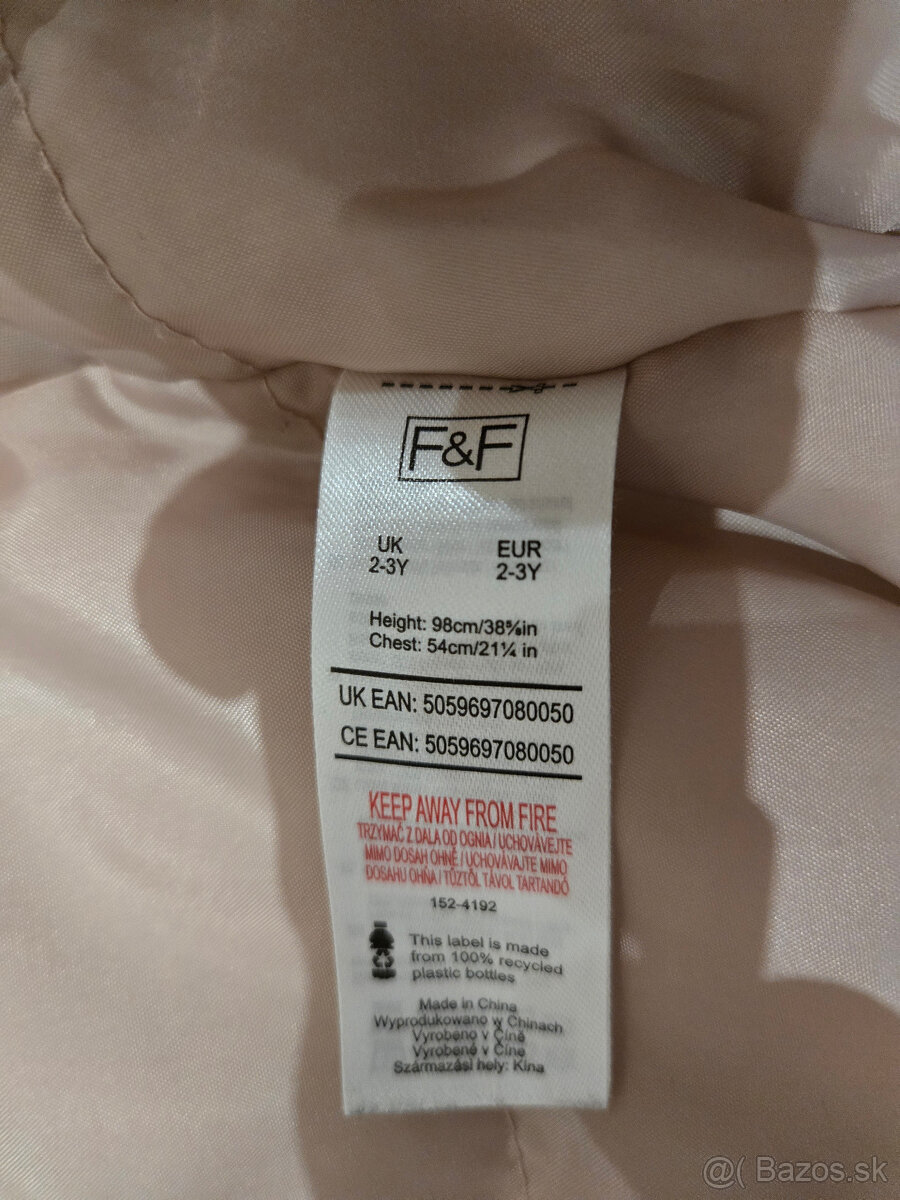 F&F
UK EUR
2-3Y 2-3Y
Height: 98cm/38⅝in
Chest: 54cm/21¼ in
UK EAN: 5059697080050
CE EAN: 5059697080050
KEEP AWAY FROM FIRE
TRZYMAĆ Z DALA OD OGNIA / UCHOVÁVEJTE
MIMO DOSAH OHNĚ / UCHOVÁVAJTE MIMO
DOSAHU OHŇA / TŰZTŐL TÁVOL TARTANDÓ
152-4192
This label is made
from 100% recycled
plastic bottles
Made in China
Wyprodukowano w Chinach
Vyrobeno v Číně
Vyrobené v Číne
Származási hely: Kína
@( Bazos.sk